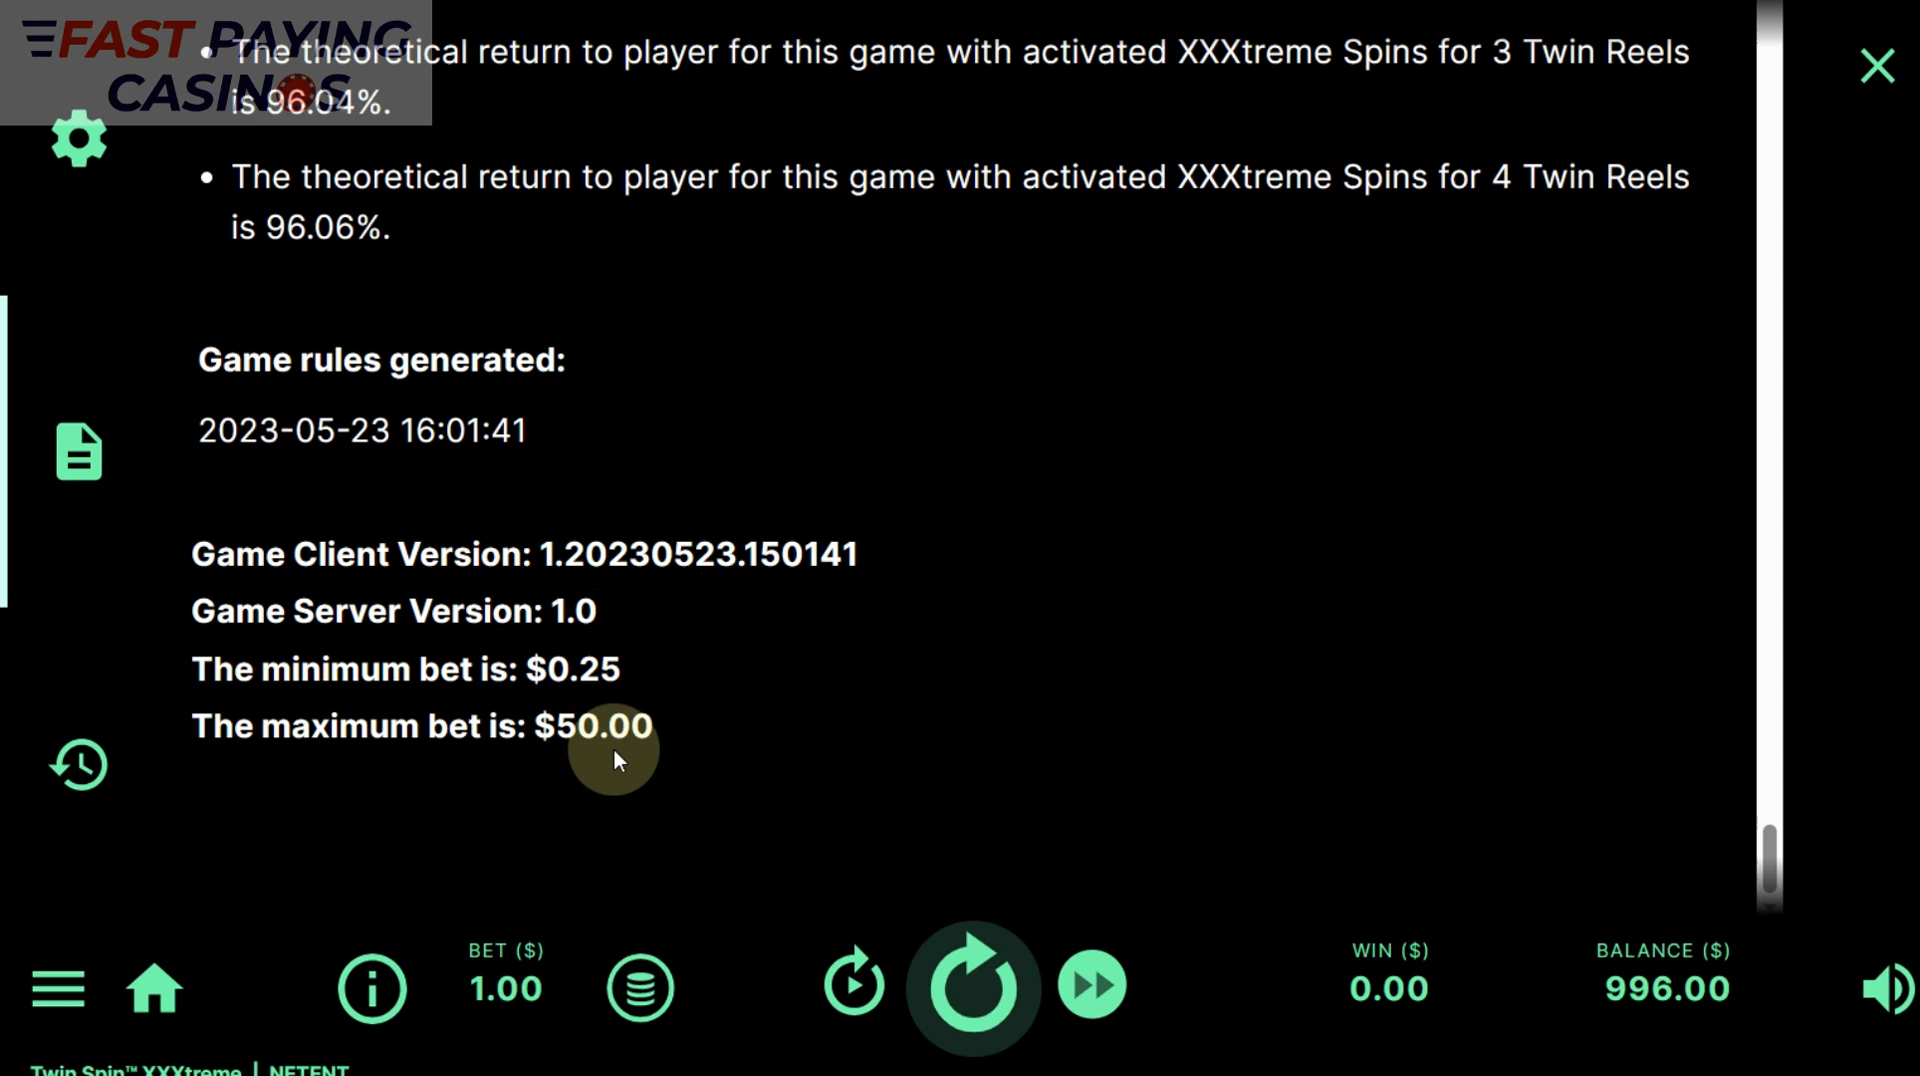 FAST PAYING
CASINOS
• The theoretical return to player for this game with activated XXXtreme Spins for 3 Twin Reels
is 96.04%.
• The theoretical return to player for this game with activated XXXtreme Spins for 4 Twin Reels
is 96.06%.
Game rules generated:
2023-05-23 16:01:41
Game Client Version: 1.20230523.150141
Game Server Version: 1.0
The minimum bet is: $0.25
The maximum bet is: $50.00
BET ($)
1.00
WIN ($)
0.00
BALANCE ($)
996.00
Twin Spin™ XXXtreme | NETENT